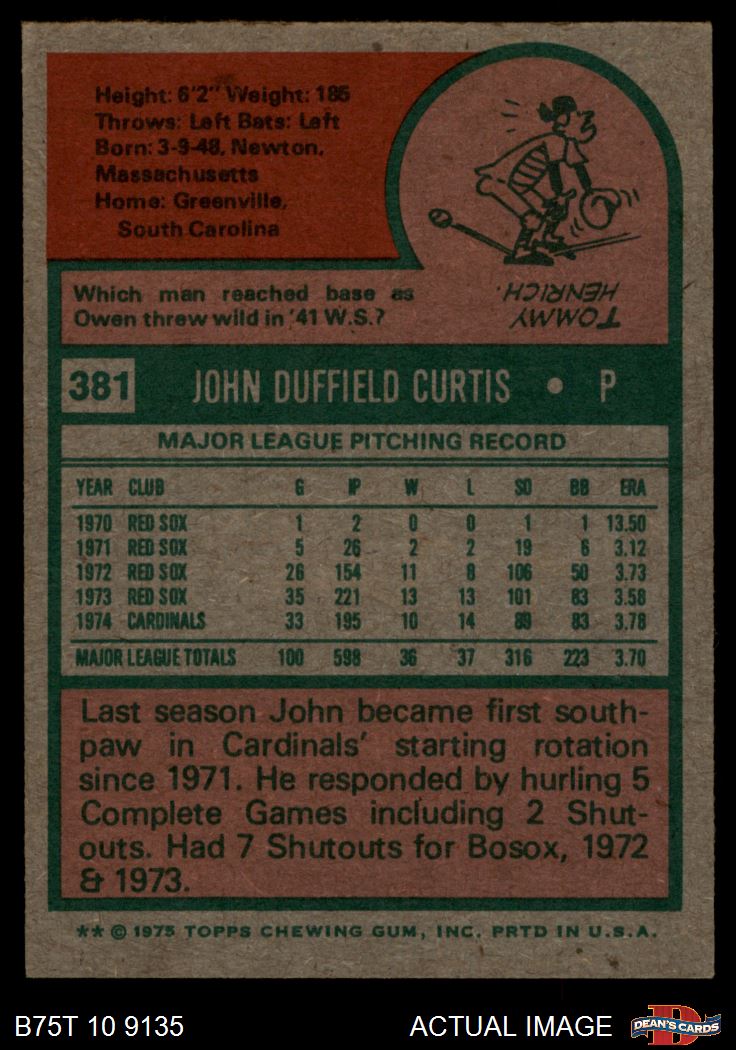 Height: 6'2" Weight: 185
Throws: Left Bats: Left
Born: 3-9-48, Newton,
Massachusetts
Home: Greenville,
South Carolina
Which man reached base as
Owen threw wild in '41 W.S.?
TOMMY
HENRICH.
381 JOHN DUFFIELD CURTIS • P
MAJOR LEAGUE PITCHING RECORD
YEAR CLUB G IP W L SO BB ERA
1970 RED SOX 1 2 0 0 1 1 13.50
1971 RED SOX 5 26 2 2 19 6 3.12
1972 RED SOX 26 154 11 8 106 50 3.73
1973 RED SOX 35 221 13 13 101 83 3.58
1974 CARDINALS 33 195 10 14 89 83 3.78
MAJOR LEAGUE TOTALS 100 598 36 37 316 223 3.70
Last season John became first south-
paw in Cardinals' starting rotation
since 1971. He responded by hurling 5
Complete Games including 2 Shut-
outs. Had 7 Shutouts for Bosox, 1972
& 1973.
** © 1975 TOPPS CHEWING GUM, INC. PRTD IN U.S.A.
B75T 10 9135 ACTUAL IMAGE
D
DEAN'S CARDS